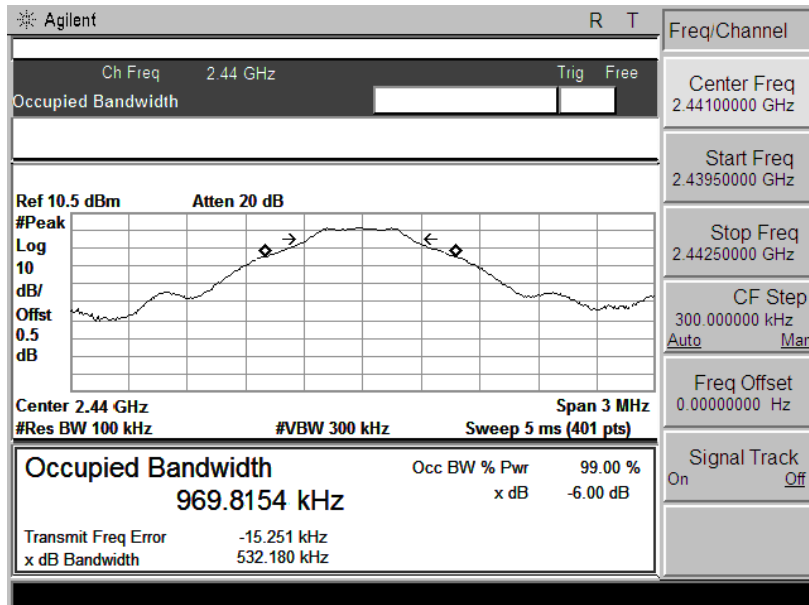 Agilent R T
Ch Freq 2.44 GHz Trig Free
Occupied Bandwidth
Ref 10.5 dBm Atten 20 dB
#Peak
Log
10
dB/
Offst
0.5
dB
Center 2.44 GHz Span 3 MHz
#Res BW 100 kHz #VBW 300 kHz Sweep 5 ms (401 pts)
Occupied Bandwidth Occ BW % Pwr 99.00 %
969.8154 kHz x dB -6.00 dB
Transmit Freq Error -15.251 kHz
x dB Bandwidth 532.180 kHz
Freq/Channel
Center Freq
2.44100000 GHz
Start Freq
2.43950000 GHz
Stop Freq
2.44250000 GHz
CF Step
300.000000 kHz
Auto Man
Freq Offset
0.00000000 Hz
Signal Track
On Off